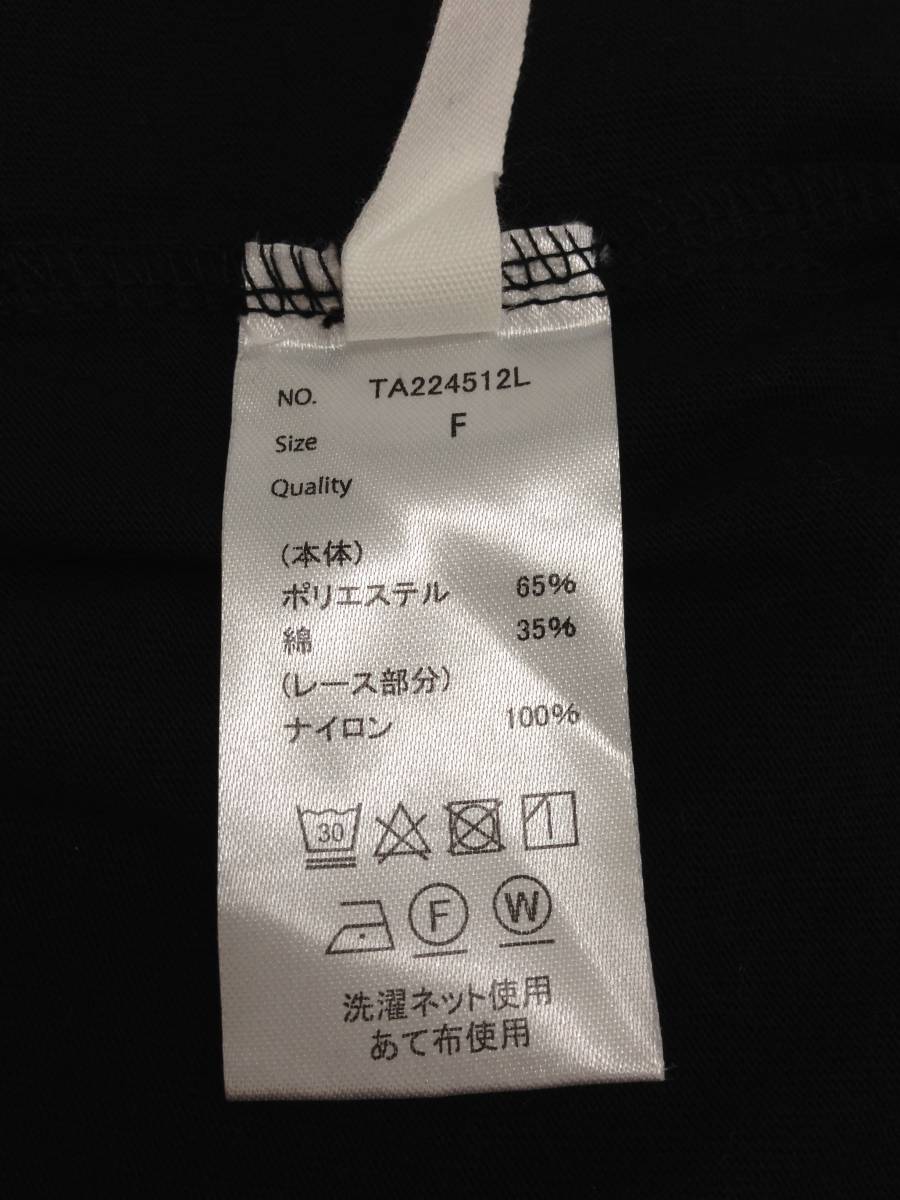 NO. TA224512L
Size F
Quality
(本体)
ポリエステル 65%
綿 35%
(レース部分)
ナイロン 100%
30
F W
洗濯ネット使用
あて布使用